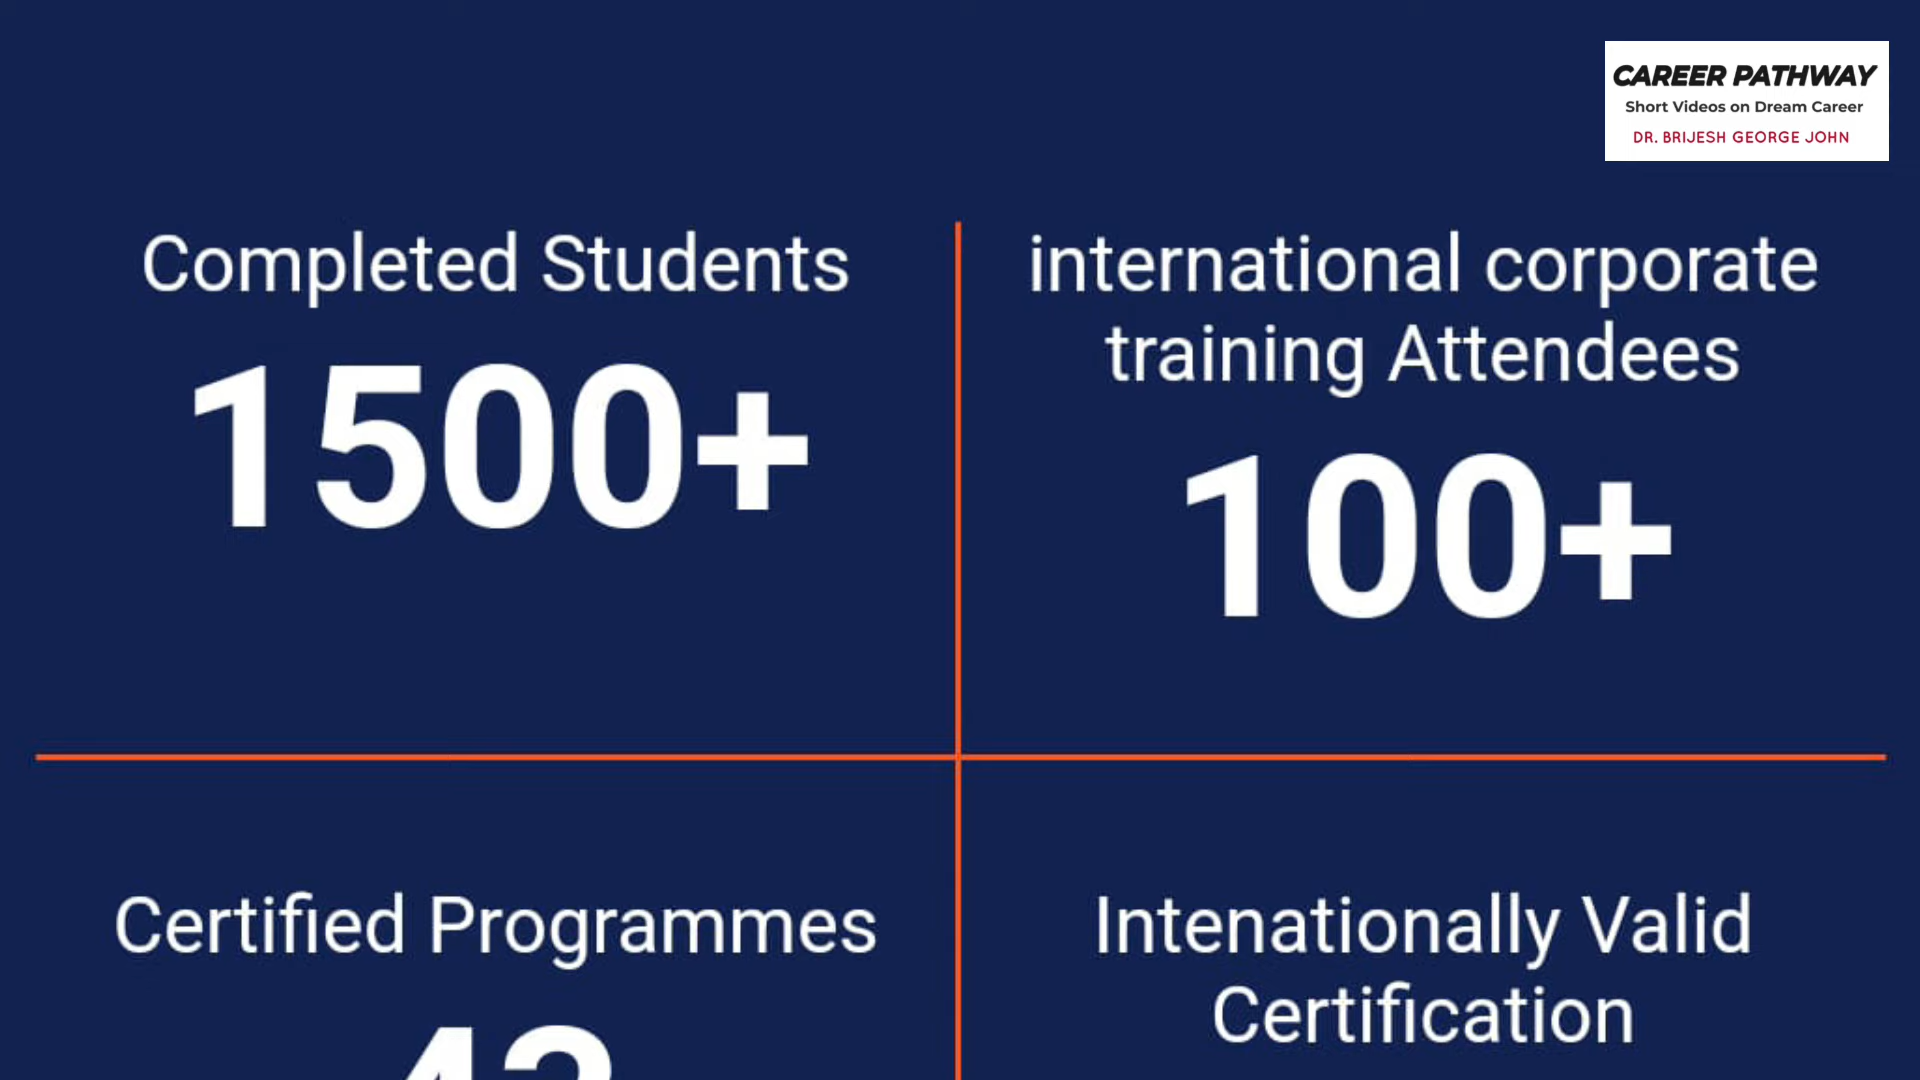 CAREER PATHWAY
Short Videos on Dream Career
DR. BRIJESH GEORGE JOHN
Completed Students
1500+
international corporate
training Attendees
100+
Certified Programmes
Intenationally Valid
Certification